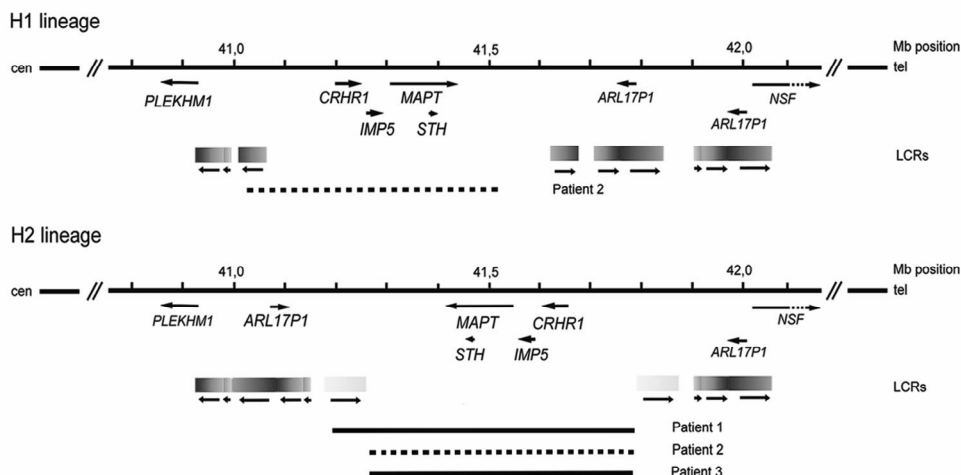 H1 lineage
41,0 41,5 42,0 Mb position
cen // // tel
PLEKHM1 CRHR1 MAPT ARL17P1 NSF
IMP5 STH ARL17P1
LCRs
Patient 2
H2 lineage
41,0 41,5 42,0 Mb position
cen // // tel
PLEKHM1 ARL17P1 MAPT CRHR1 NSF
STH IMP5 ARL17P1
LCRs
Patient 1
Patient 2
Patient 3